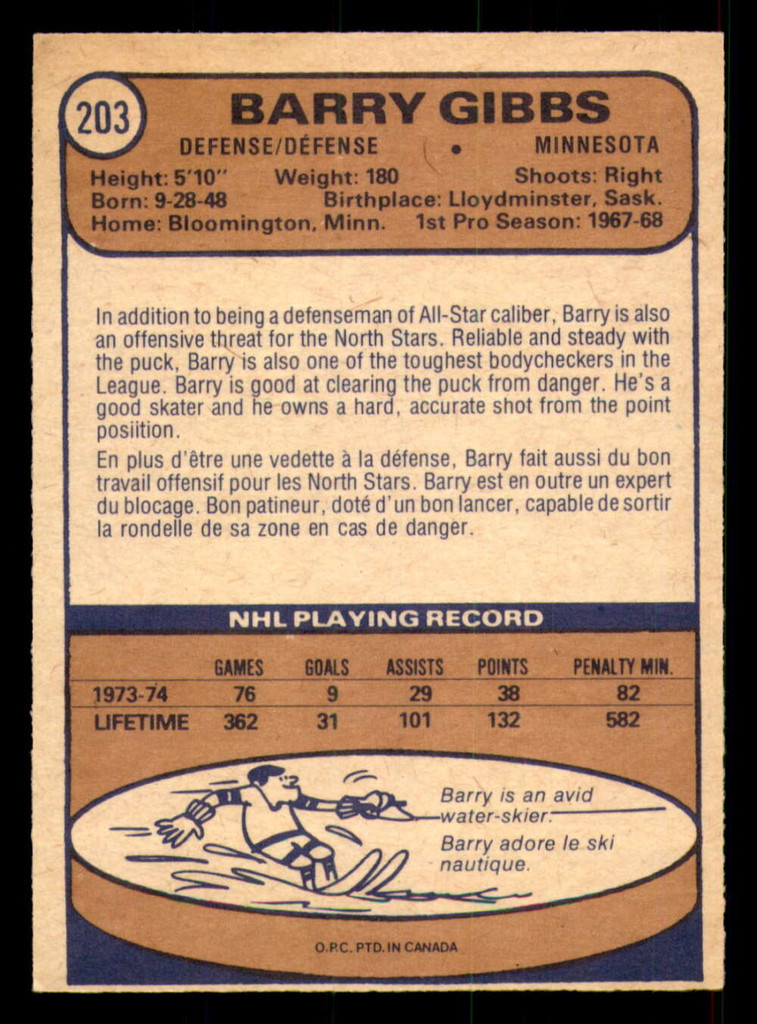 203
BARRY GIBBS
DEFENSE/DÉFENSE • MINNESOTA
Height: 5'10" Weight: 180 Shoots: Right
Born: 9-28-48 Birthplace: Lloydminster, Sask.
Home: Bloomington, Minn. 1st Pro Season: 1967-68
In addition to being a defenseman of All-Star caliber, Barry is also
an offensive threat for the North Stars. Reliable and steady with
the puck, Barry is also one of the toughest bodycheckers in the
League. Barry is good at clearing the puck from danger. He's a
good skater and he owns a hard, accurate shot from the point
posiition.
En plus d'être une vedette à la défense, Barry fait aussi du bon
travail offensif pour les North Stars. Barry est en outre un expert
du blocage. Bon patineur, doté d'un bon lancer, capable de sortir
la rondelle de sa zone en cas de danger.
NHL PLAYING RECORD
GAMES GOALS ASSISTS POINTS PENALTY MIN.
1973-74 76 9 29 38 82
LIFETIME 362 31 101 132 582
Barry is an avid
water-skier.
Barry adore le ski
nautique.
O.P.C. PTD. IN CANADA